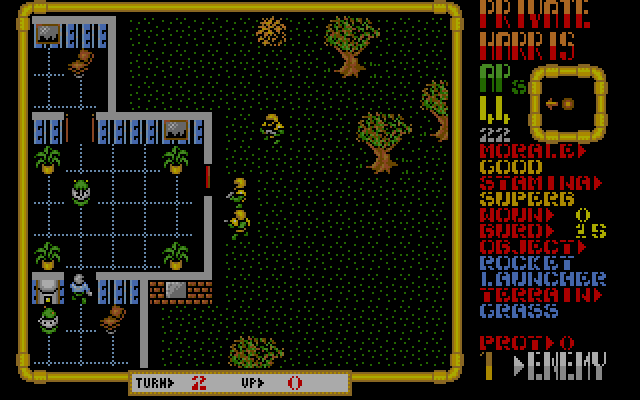 PRIVATE
HARRIS
AP
44
22
MORALE▶
GOOD
STAMINA▶
SUPERB
WOUN▶ 0
BURD▶ 15
OBJECT▶
ROCKET
LAUNCHER
TERRAIN▶
GRASS
PROT▶0
1 ▶ENEMY
TURN▶ 2 VP▶ 0